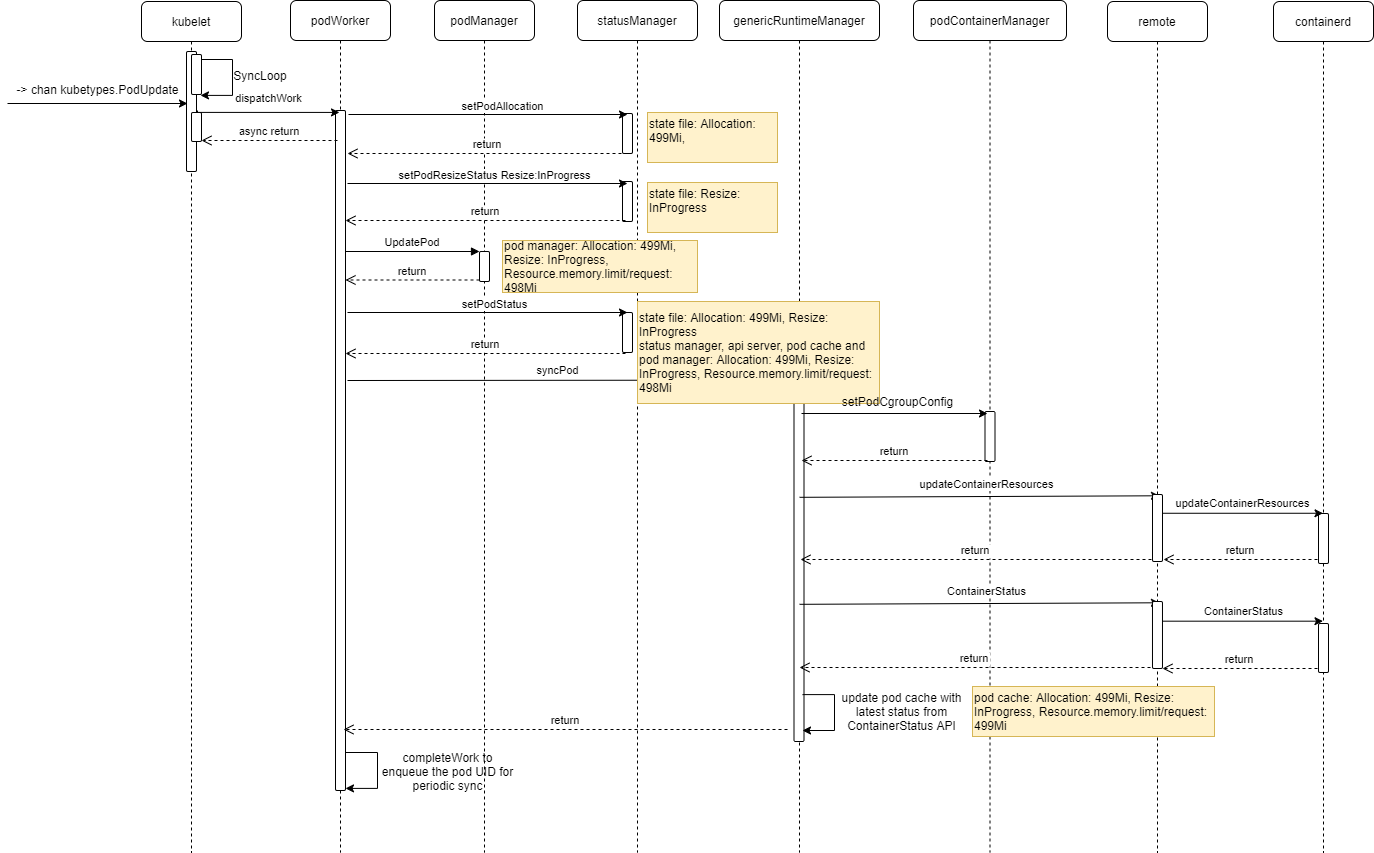 kubelet
podWorker
podManager
statusManager
genericRuntimeManager
podContainerManager
remote
containerd
SyncLoop
-> chan kubetypes.PodUpdate
dispatchWork
async return
setPodAllocation
state file: Allocation:
499Mi,
return
setPodResizeStatus Resize:InProgress
state file: Resize:
InProgress
return
UpdatePod
pod manager: Allocation: 499Mi,
Resize: InProgress,
Resource.memory.limit/request:
498Mi
return
setPodStatus
state file: Allocation: 499Mi, Resize:
InProgress
status manager, api server, pod cache and
pod manager: Allocation: 499Mi, Resize:
InProgress, Resource.memory.limit/request:
498Mi
return
syncPod
setPodCgroupConfig
return
updateContainerResources
updateContainerResources
return
return
ContainerStatus
ContainerStatus
return
return
update pod cache with
latest status from
ContainerStatus API
pod cache: Allocation: 499Mi, Resize:
InProgress, Resource.memory.limit/request:
499Mi
return
completeWork to
enqueue the pod UID for
periodic sync